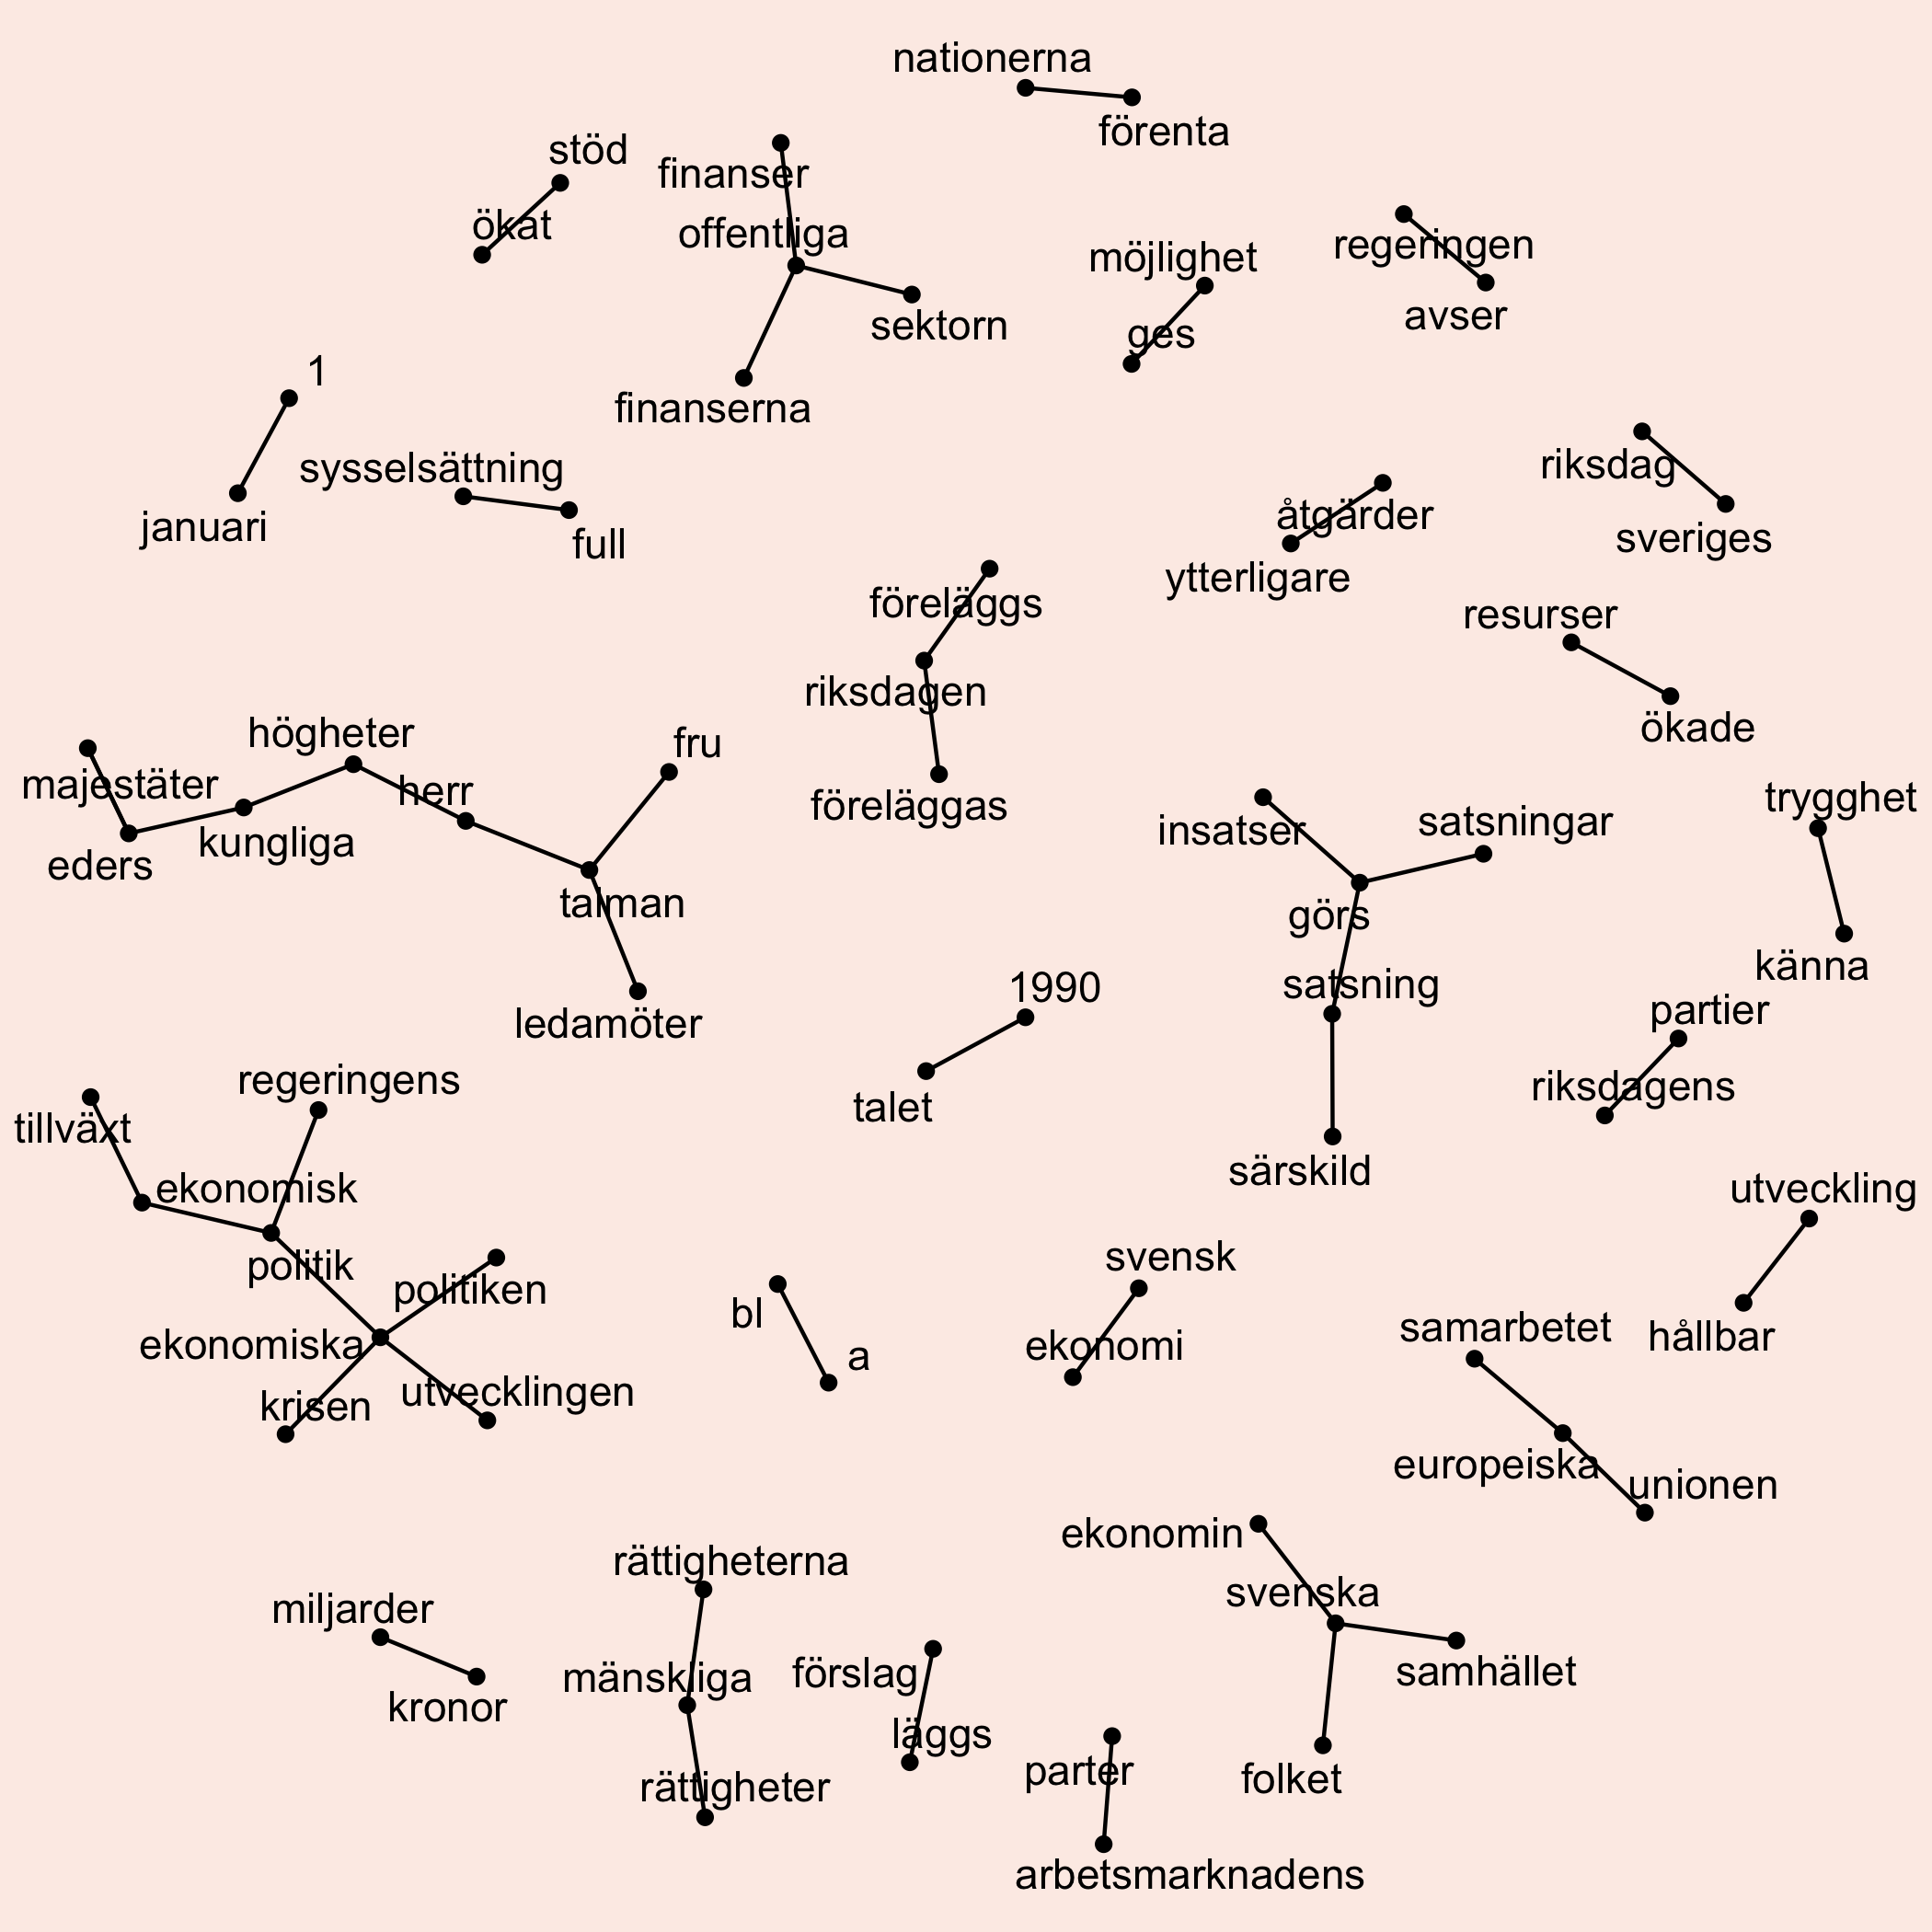 nationerna
förenta
stöd
ökat
finanser
offentliga
sektorn
finanserna
möjlighet
ges
regeringen
avser
1
januari
sysselsättning
full
riksdag
sveriges
åtgärder
ytterligare
föreläggs
riksdagen
föreläggas
resurser
ökade
högheter
majestäter
herr
fru
kungliga
eders
talman
ledamöter
insatser
satsningar
görs
satsning
särskild
trygghet
känna
1990
talet
partier
riksdagens
regeringens
tillväxt
ekonomisk
politik
politiken
ekonomiska
krisen
utvecklingen
bl
a
svensk
ekonomi
utveckling
hållbar
samarbetet
europeiska
unionen
ekonomin
svenska
samhället
folket
rättigheterna
mänskliga
rättigheter
miljarder
kronor
förslag
läggs
parter
arbetsmarknadens